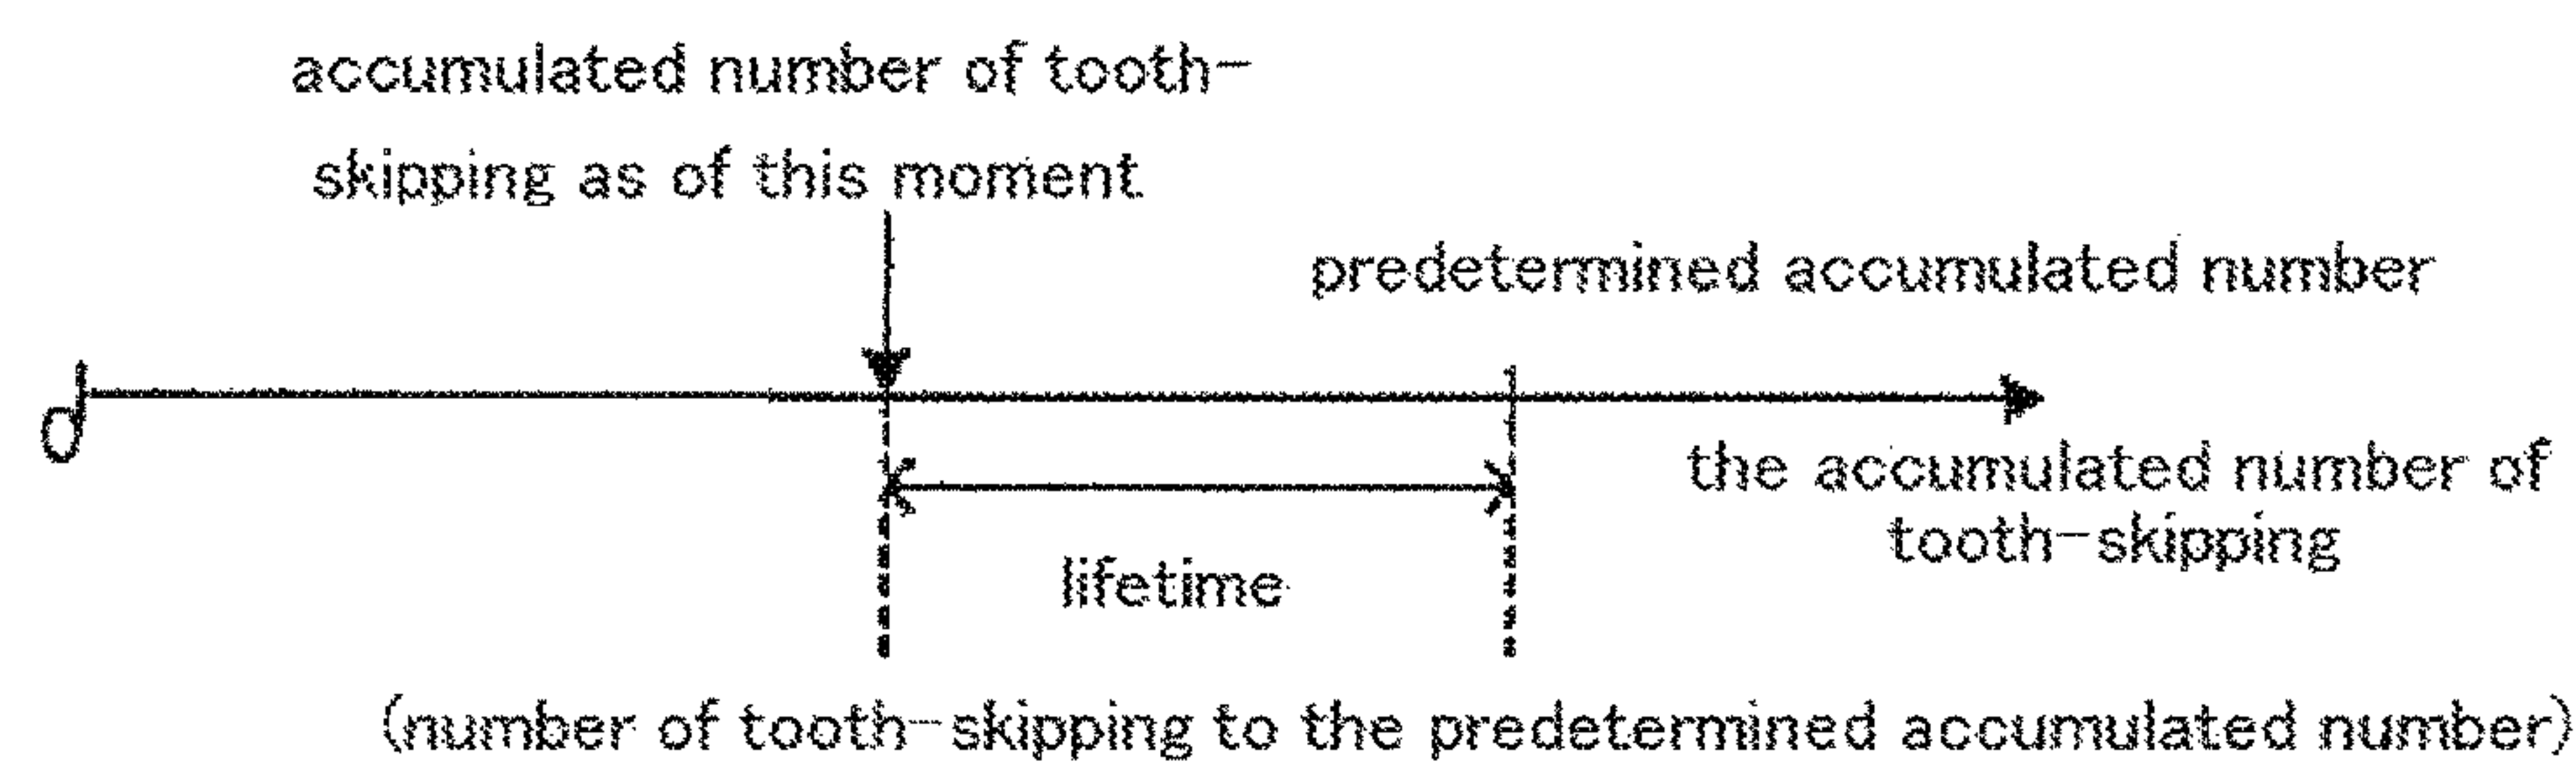 accumulated number of tooth-
skipping as of this moment
predetermined accumulated number
0
the accumulated number of
tooth-skipping
lifetime
(number of tooth-skipping to the predetermined accumulated number)